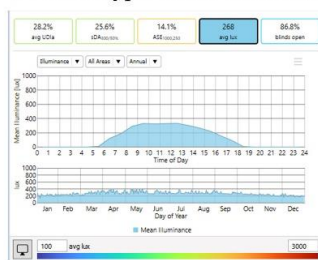 28.2%
avg UDIa
25.6%
sDA300/50%
14.1%
ASE1000,250
268
avg lux
86.8%
blinds open
Illuminance ▼ All Areas ▼ Annual ▼
Mean Illuminance [lux]
1000
800
600
400
200
0
0 1 2 3 4 5 6 7 8 9 10 11 12 13 14 15 16 17 18 19 20 21 22 23 24
Time of Day
lux
1000
800
600
400
200
0
Jan Feb Mar Apr May Jun Jul Aug Sep Oct Nov Dec
Day of Year
Mean Illuminance
100 avg lux 3000